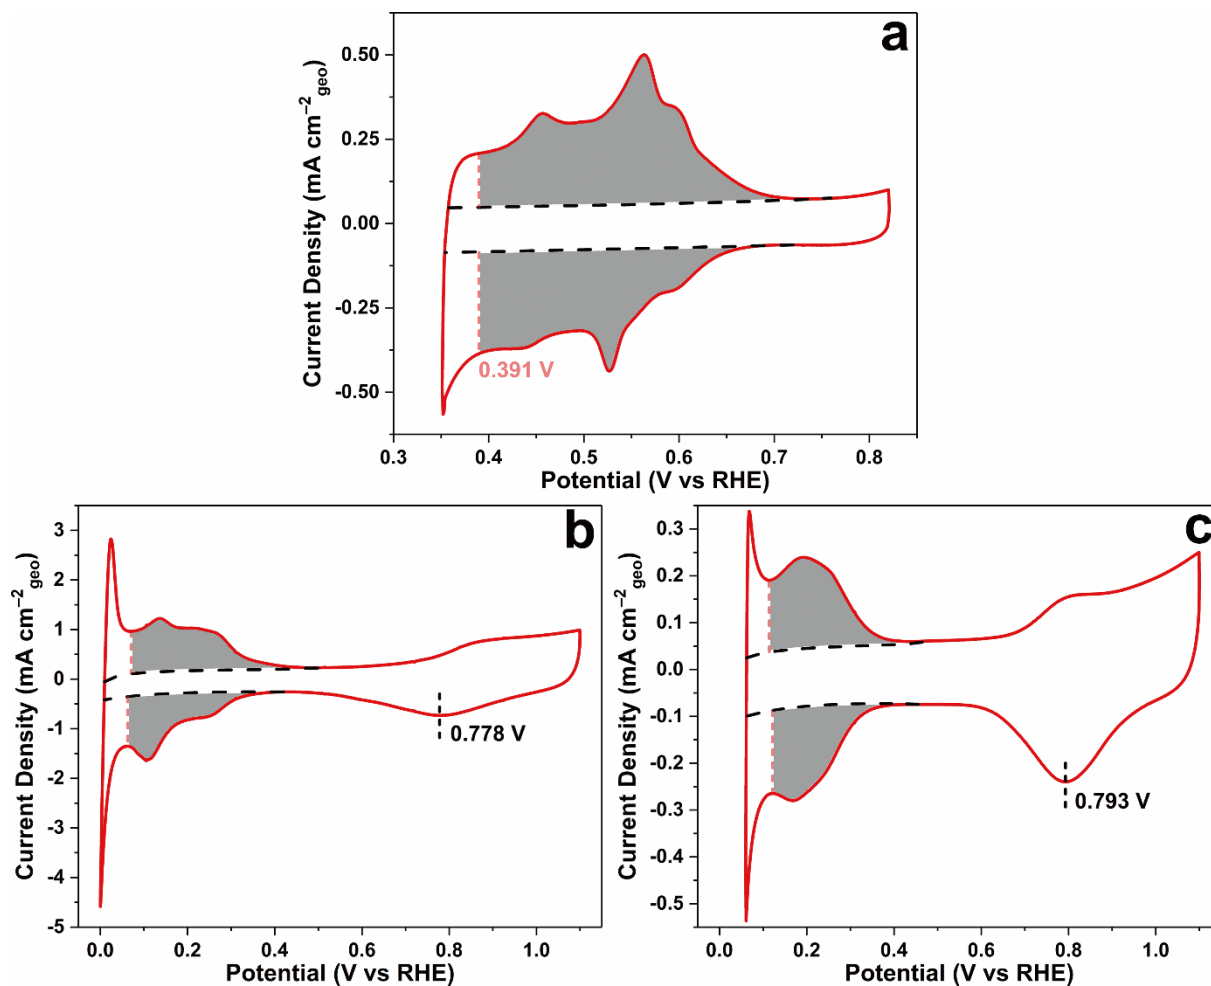 a
Current Density (mA cm⁻²geo)
0.50
0.25
0.00
-0.25
-0.50
0.391 V
0.3 0.4 0.5 0.6 0.7 0.8
Potential (V vs RHE)
b
Current Density (mA cm⁻²geo)
3
2
1
0
-1
-2
-3
-4
-5
0.778 V
0.0 0.2 0.4 0.6 0.8 1.0
Potential (V vs RHE)
c
Current Density (mA cm⁻²geo)
0.3
0.2
0.1
0.0
-0.1
-0.2
-0.3
-0.4
-0.5
0.793 V
0.0 0.2 0.4 0.6 0.8 1.0
Potential (V vs RHE)